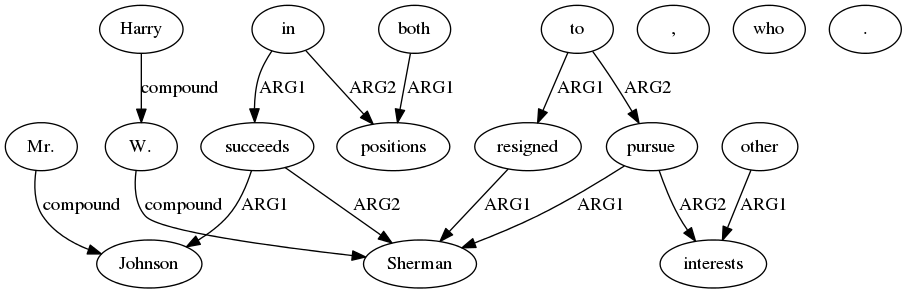 Harry in both to , who .
compound ARG1 ARG2 ARG1 ARG1 ARG2
Mr. W. succeeds positions resigned pursue other
compound compound ARG1 ARG2 ARG1 ARG1 ARG2 ARG1
Johnson Sherman interests